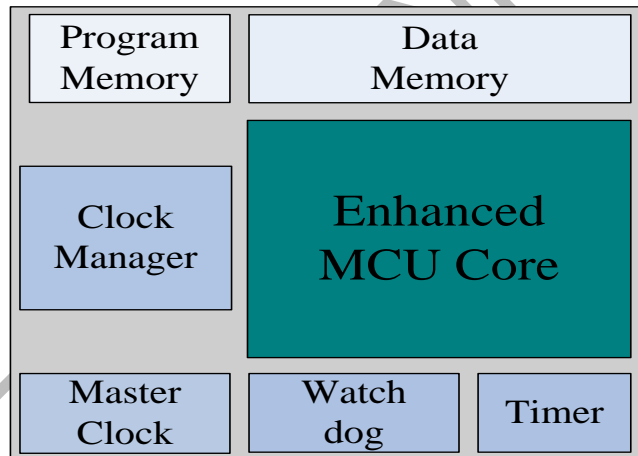 Program
Memory
Data
Memory
Clock
Manager
Enhanced
MCU Core
Master
Clock
Watch
dog
Timer